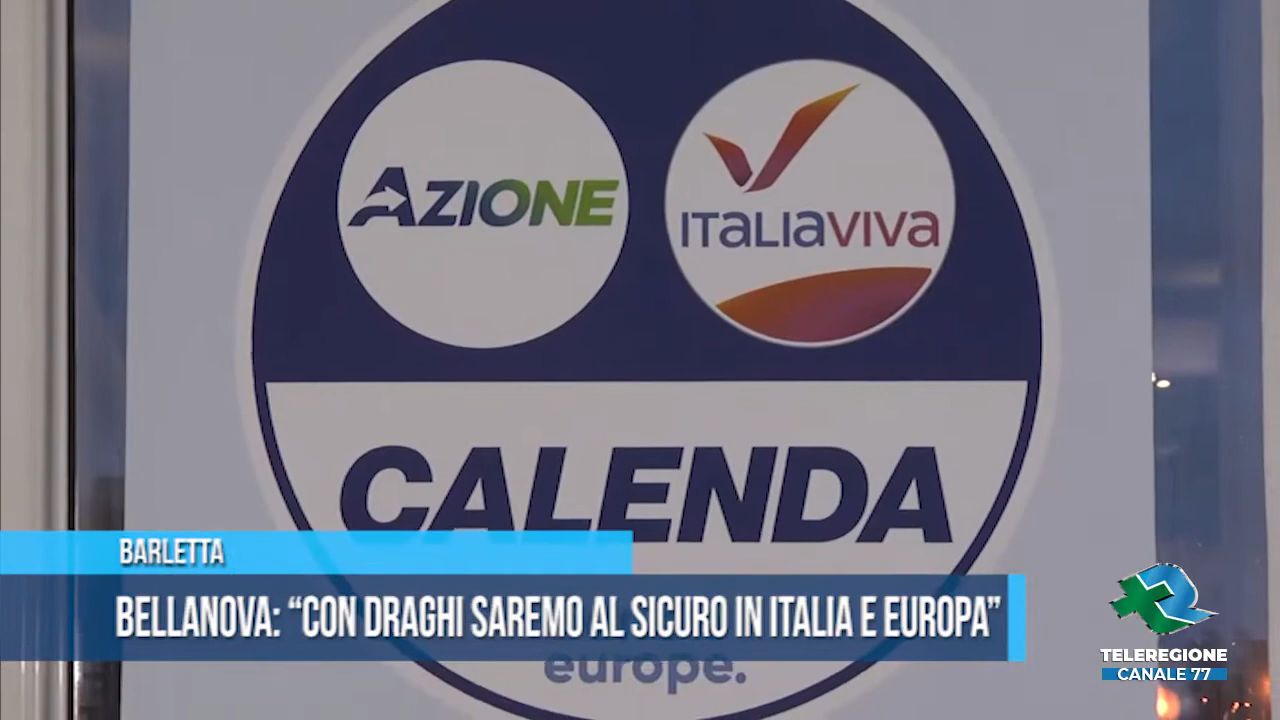 AZIONE
ITALIAVIVA
CALENDA
BARLETTA
BELLANOVA: “CON DRAGHI SAREMO AL SICURO IN ITALIA E EUROPA”
europe.
TELEREGIONE
CANALE 77